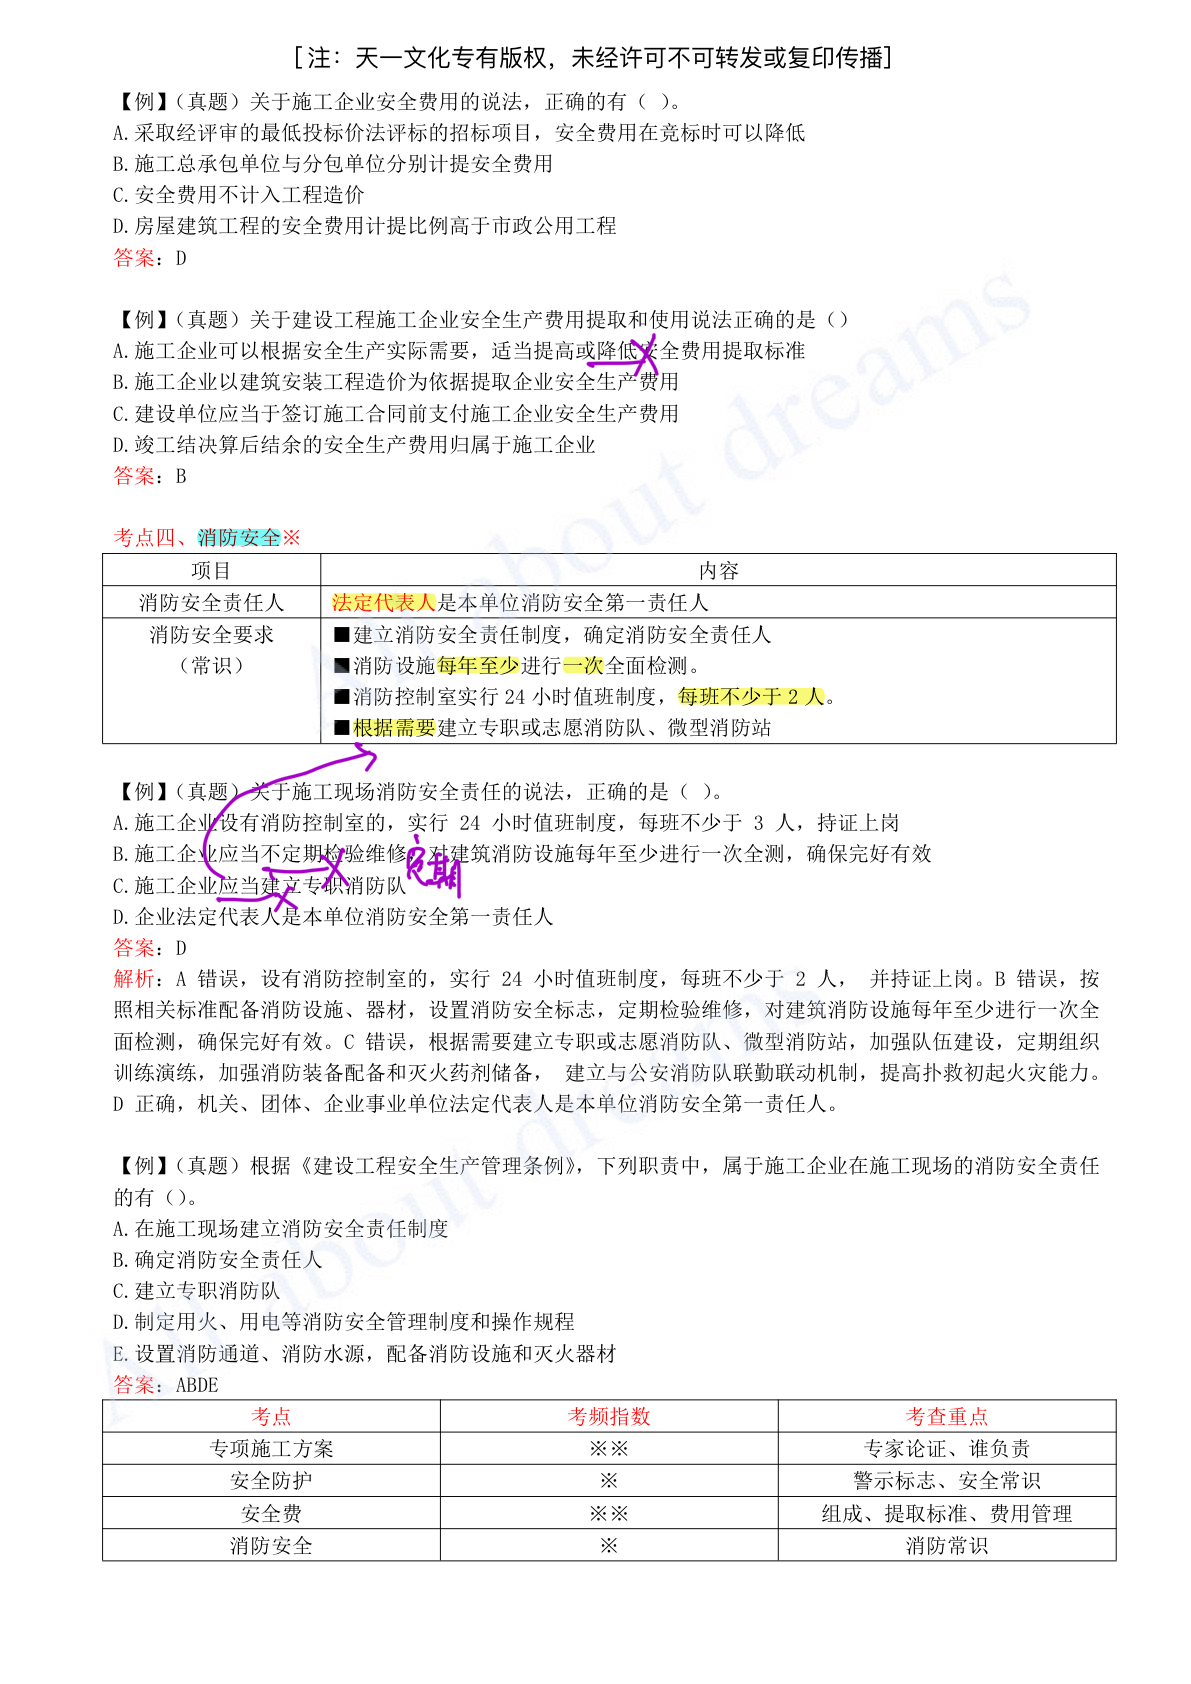 [注：天一文化专有版权，未经许可不可转发或复印传播]
【例】（真题）关于施工企业安全费用的说法，正确的有（ ）。
A.采取经评审的最低投标价法评标的招标项目，安全费用在竞标时可以降低
B.施工总承包单位与分包单位分别计提安全费用
C.安全费用不计入工程造价
D.房屋建筑工程的安全费用计提比例高于市政公用工程
答案：D
【例】（真题）关于建设工程施工企业安全生产费用提取和使用说法正确的是（）
A.施工企业可以根据安全生产实际需要，适当提高或降低安全费用提取标准
B.施工企业以建筑安装工程造价为依据提取企业安全生产费用
C.建设单位应当于签订施工合同前支付施工企业安全生产费用
D.竣工结决算后结余的安全生产费用归属于施工企业
答案：B
考点四、消防安全※
项目 内容
消防安全责任人 法定代表人是本单位消防安全第一责任人
消防安全要求 ■建立消防安全责任制度，确定消防安全责任人
（常识） ■消防设施每年至少进行一次全面检测。
■消防控制室实行24小时值班制度，每班不少于2人。
■根据需要建立专职或志愿消防队、微型消防站
【例】（真题）关于施工现场消防安全责任的说法，正确的是（ ）。
A.施工企业设有消防控制室的，实行 24 小时值班制度，每班不少于 3 人，持证上岗
B.施工企业应当不定期检验维修，对建筑消防设施每年至少进行一次全测，确保完好有效
定期
C.施工企业应当建立专职消防队
D.企业法定代表人是本单位消防安全第一责任人
答案：D
解析：A 错误，设有消防控制室的，实行 24 小时值班制度，每班不少于 2 人， 并持证上岗。B 错误，按
照相关标准配备消防设施、器材，设置消防安全标志，定期检验维修，对建筑消防设施每年至少进行一次全
面检测，确保完好有效。C 错误，根据需要建立专职或志愿消防队、微型消防站，加强队伍建设，定期组织
训练演练，加强消防装备配备和灭火药剂储备， 建立与公安消防队联勤联动机制，提高扑救初起火灾能力。
D 正确，机关、团体、企业事业单位法定代表人是本单位消防安全第一责任人。
【例】（真题）根据《建设工程安全生产管理条例》，下列职责中，属于施工企业在施工现场的消防安全责任
的有（）。
A.在施工现场建立消防安全责任制度
B.确定消防安全责任人
C.建立专职消防队
D.制定用火、用电等消防安全管理制度和操作规程
E.设置消防通道、消防水源，配备消防设施和灭火器材
答案：ABDE
考点 考频指数 考查重点
专项施工方案 ※※ 专家论证、谁负责
安全防护 ※ 警示标志、安全常识
安全费 ※※ 组成、提取标准、费用管理
消防安全 ※ 消防常识
All about dreams
All about dreams